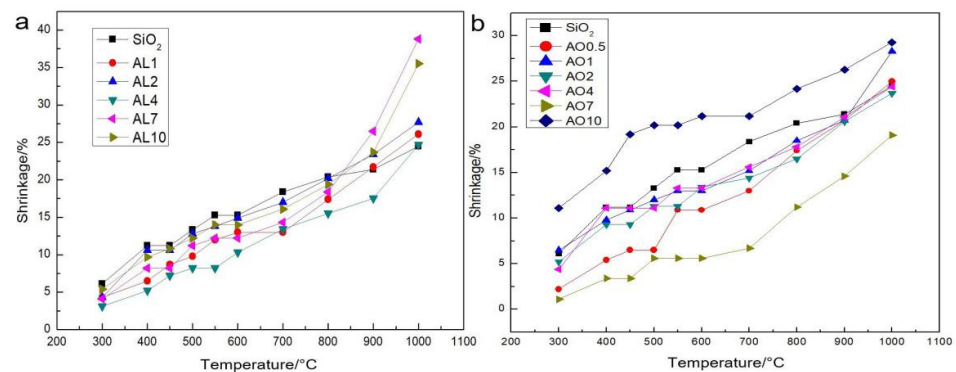 a
40
35
30
25
20
15
10
5
0
Shrinkage/%
SiO₂
AL1
AL2
AL4
AL7
AL10
200 300 400 500 600 700 800 900 1000 1100
Temperature/°C
b
30
25
20
15
10
5
0
Shrinkage/%
SiO₂
AO0.5
AO1
AO2
AO4
AO7
AO10
200 300 400 500 600 700 800 900 1000 1100
Temperature/°C